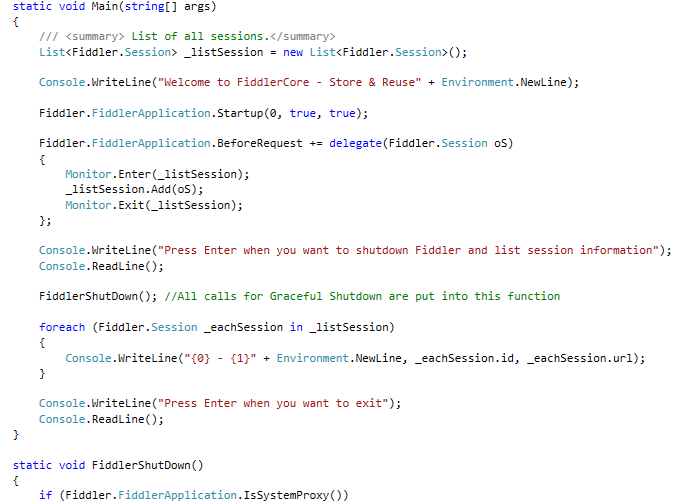 static void Main(string[] args)
{
/// <summary> List of all sessions.</summary>
List<Fiddler.Session> _listSession = new List<Fiddler.Session>();
Console.WriteLine("Welcome to FiddlerCore - Store & Reuse" + Environment.NewLine);
Fiddler.FiddlerApplication.Startup(0, true, true);
Fiddler.FiddlerApplication.BeforeRequest += delegate(Fiddler.Session oS)
{
Monitor.Enter(_listSession);
_listSession.Add(oS);
Monitor.Exit(_listSession);
};
Console.WriteLine("Press Enter when you want to shutdown Fiddler and list session information");
Console.ReadLine();
FiddlerShutDown(); //All calls for Graceful Shutdown are put into this function
foreach (Fiddler.Session _eachSession in _listSession)
{
Console.WriteLine("{0} - {1}" + Environment.NewLine, _eachSession.id, _eachSession.url);
}
Console.WriteLine("Press Enter when you want to exit");
Console.ReadLine();
}
static void FiddlerShutDown()
{
if (Fiddler.FiddlerApplication.IsSystemProxy())